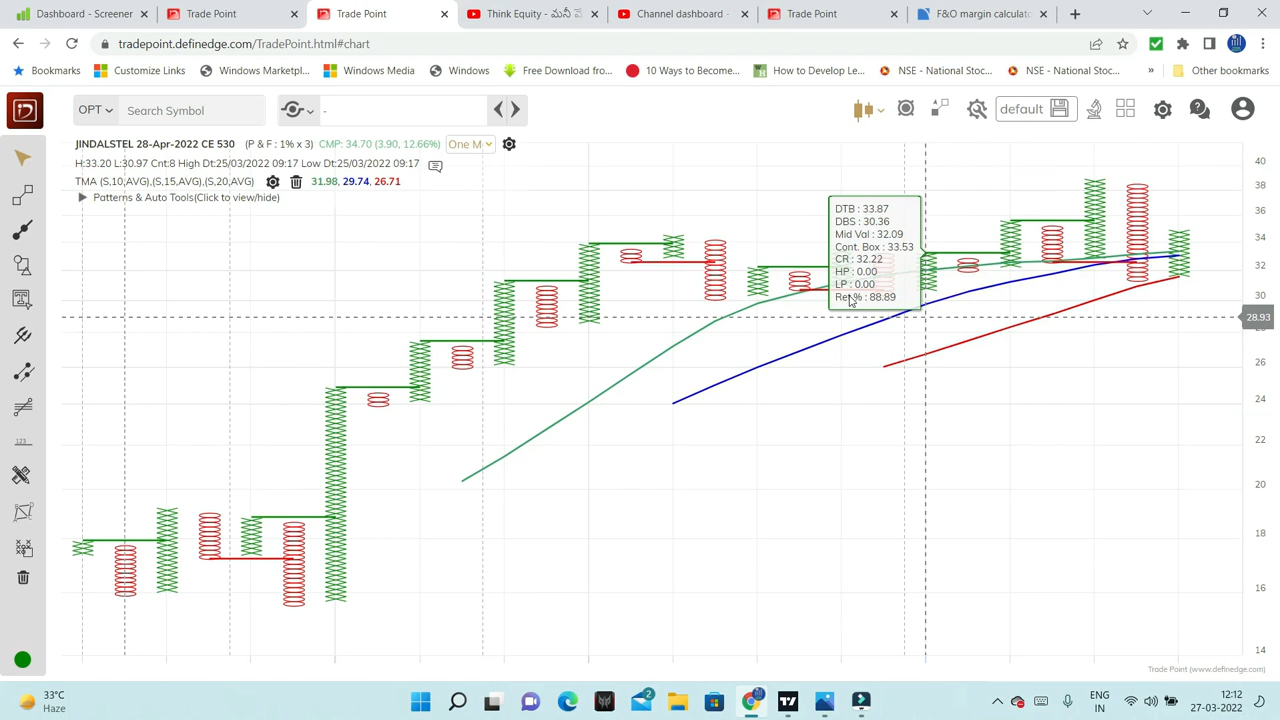 Dashboard - Screener
Trade Point
Trade Point
Think Equity - మనీ
Channel dashboard -
Trade Point
F&O margin calculat
tradepoint.definedge.com/TradePoint.html#chart
Bookmarks
Customize Links
Windows Marketpl...
Windows Media
Windows
Free Download fro...
10 Ways to Become...
How to Develop Le...
NSE - National Stoc...
NSE - National Stoc...
»
Other bookmarks
OPT
Search Symbol
-
default
JINDALSTEL 28-Apr-2022 CE 530 (P & F : 1% x 3) CMP: 34.70 (3.90, 12.66%) One M
H:33.20 L:30.97 Cnt:8 High Dt:25/03/2022 09:17 Low Dt:25/03/2022 09:17
TMA (S,10,AVG),(S,15,AVG),(S,20,AVG) 31.98, 29.74, 26.71
Patterns & Auto Tools(Click to view/hide)
DTB : 33.87
DBS : 30.36
Mid Val : 32.09
Cont. Box : 33.53
CR : 32.22
HP : 0.00
LP : 0.00
Ret % : 88.89
40
38
36
34
32
30
28.93
26
24
22
20
18
16
14
123
Trade Point (www.definedge.com)
33°C
Haze
2
ENG
IN
12:12
27-03-2022